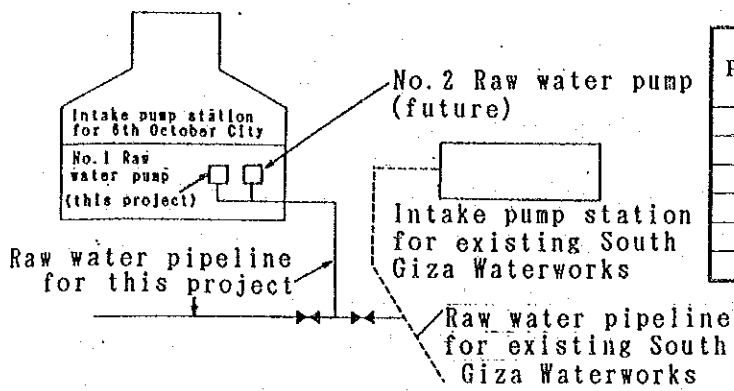 No.2 Raw water pump
(future)
Intake pump station
for 6th October City
No.1 Raw
water pump
(this project)
Intake pump station
for existing South
Giza Waterworks
Raw water pipeline
for this project
Raw water pipeline
for existing South
Giza Waterworks